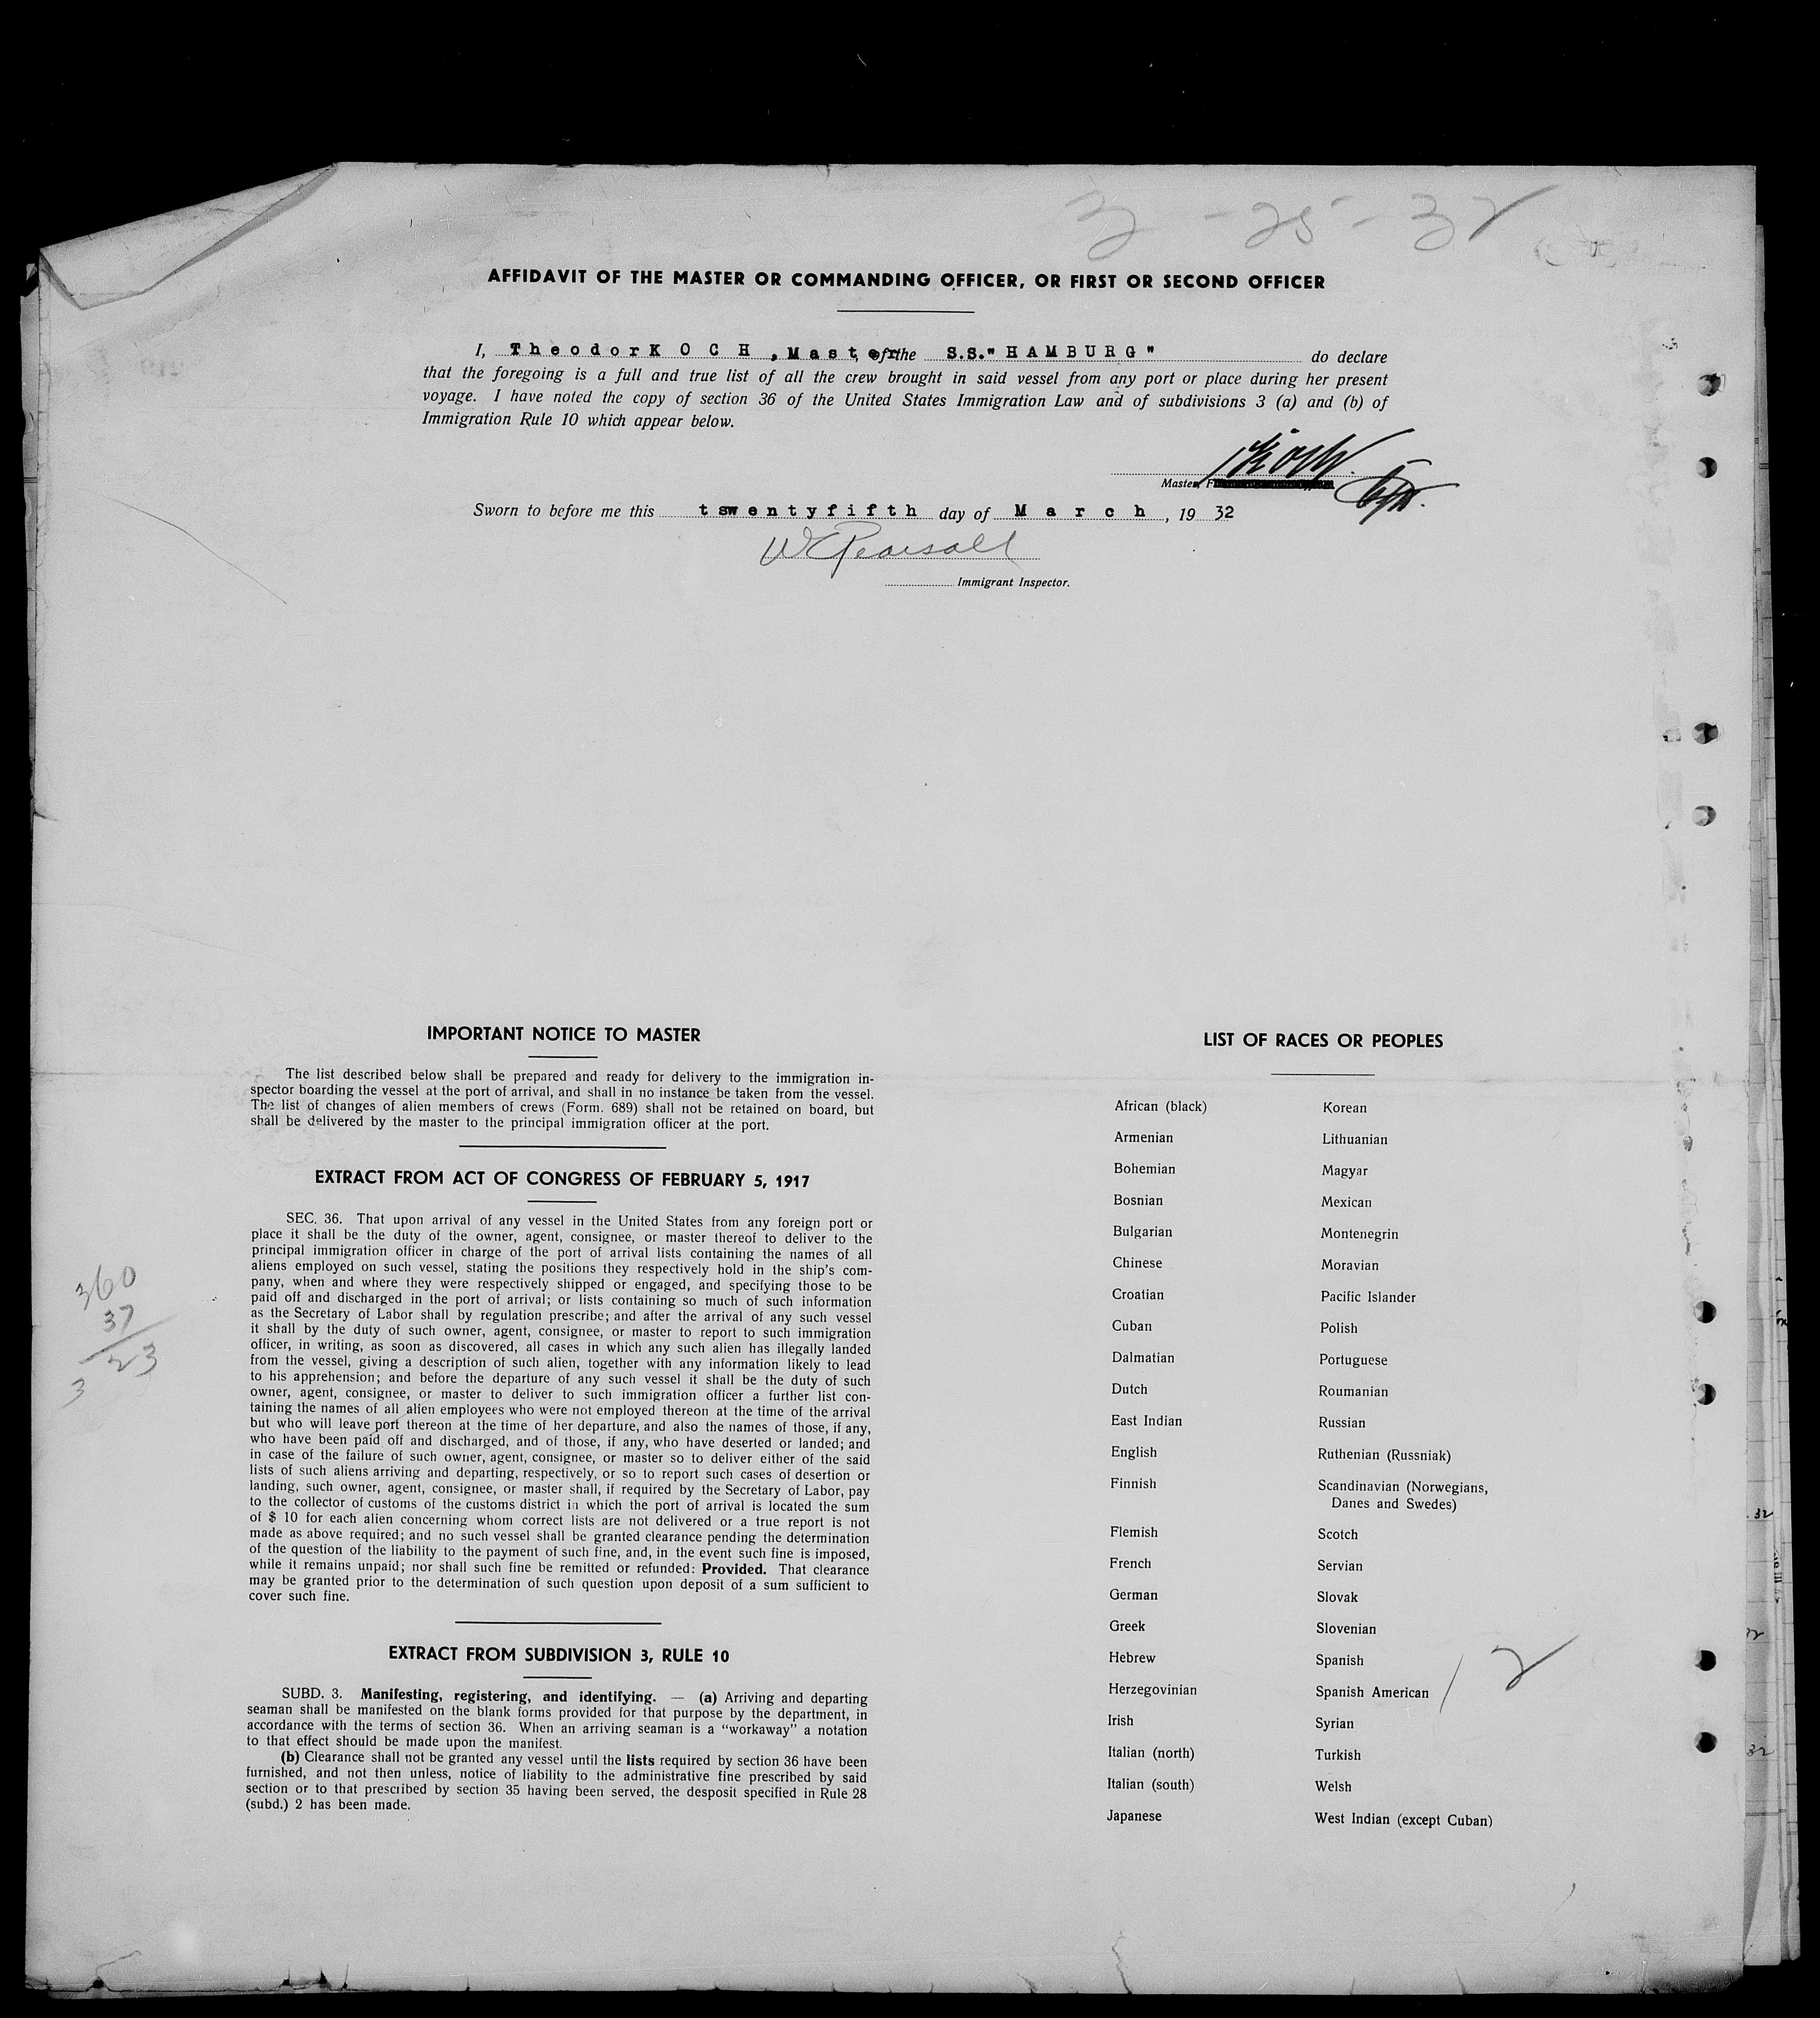 3-25-32
AFFIDAVIT OF THE MASTER OR COMMANDING OFFICER, OR FIRST OR SECOND OFFICER
I, Theodor K O C H , Master, of the S.S." H A M B U R G " do declare
that the foregoing is a full and true list of all the crew brought in said vessel from any port or place during her present
voyage. I have noted the copy of section 36 of the United States Immigration Law and of subdivisions 3 (a) and (b) of
Immigration Rule 10 which appear below.
Koch
Master, F
Sworn to before me this twentyfifth day of M a r c h , 19 32
W Pearsall
Immigrant Inspector.
IMPORTANT NOTICE TO MASTER
The list described below shall be prepared and ready for delivery to the immigration in-
spector boarding the vessel at the port of arrival, and shall in no instance be taken from the vessel.
The list of changes of alien members of crews (Form. 689) shall not be retained on board, but
shall be delivered by the master to the principal immigration officer at the port.
EXTRACT FROM ACT OF CONGRESS OF FEBRUARY 5, 1917
SEC. 36. That upon arrival of any vessel in the United States from any foreign port or
place it shall be the duty of the owner, agent, consignee, or master thereof to deliver to the
principal immigration officer in charge of the port of arrival lists containing the names of all
aliens employed on such vessel, stating the positions they respectively hold in the ship's com-
pany, when and where they were respectively shipped or engaged, and specifying those to be
paid off and discharged in the port of arrival; or lists containing so much of such information
as the Secretary of Labor shall by regulation prescribe; and after the arrival of any such vessel
it shall by the duty of such owner, agent, consignee, or master to report to such immigration
officer, in writing, as soon as discovered, all cases in which any such alien has illegally landed
from the vessel, giving a description of such alien, together with any information likely to lead
to his apprehension; and before the departure of any such vessel it shall be the duty of such
owner, agent, consignee, or master to deliver to such immigration officer a further list con-
taining the names of all alien employees who were not employed thereon at the time of the arrival
but who will leave port thereon at the time of her departure, and also the names of those, if any,
who have been paid off and discharged, and of those, if any, who have deserted or landed; and
in case of the failure of such owner, agent, consignee, or master so to deliver either of the said
lists of such aliens arriving and departing, respectively, or so to report such cases of desertion or
landing, such owner, agent, consignee, or master shall, if required by the Secretary of Labor, pay
to the collector of customs of the customs district in which the port of arrival is located the sum
of $ 10 for each alien concerning whom correct lists are not delivered or a true report is not
made as above required; and no such vessel shall be granted clearance pending the determination
of the question of the liability to the payment of such fine, and, in the event such fine is imposed,
while it remains unpaid; nor shall such fine be remitted or refunded: Provided. That clearance
may be granted prior to the determination of such question upon deposit of a sum sufficient to
cover such fine.
EXTRACT FROM SUBDIVISION 3, RULE 10
SUBD. 3. Manifesting, registering, and identifying. — (a) Arriving and departing
seaman shall be manifested on the blank forms provided for that purpose by the department, in
accordance with the terms of section 36. When an arriving seaman is a "workaway" a notation
to that effect should be made upon the manifest.
(b) Clearance shall not be granted any vessel until the lists required by section 36 have been
furnished, and not then unless, notice of liability to the administrative fine prescribed by said
section or to that prescribed by section 35 having been served, the desposit specified in Rule 28
(subd.) 2 has been made.
360
37
323
LIST OF RACES OR PEOPLES
African (black)
Armenian
Bohemian
Bosnian
Bulgarian
Chinese
Croatian
Cuban
Dalmatian
Dutch
East Indian
English
Finnish
Flemish
French
German
Greek
Hebrew
Herzegovinian
Irish
Italian (north)
Italian (south)
Japanese
Korean
Lithuanian
Magyar
Mexican
Montenegrin
Moravian
Pacific Islander
Polish
Portuguese
Roumanian
Russian
Ruthenian (Russniak)
Scandinavian (Norwegians,
Danes and Swedes)
Scotch
Servian
Slovak
Slovenian
Spanish
Spanish American
Syrian
Turkish
Welsh
West Indian (except Cuban)
12